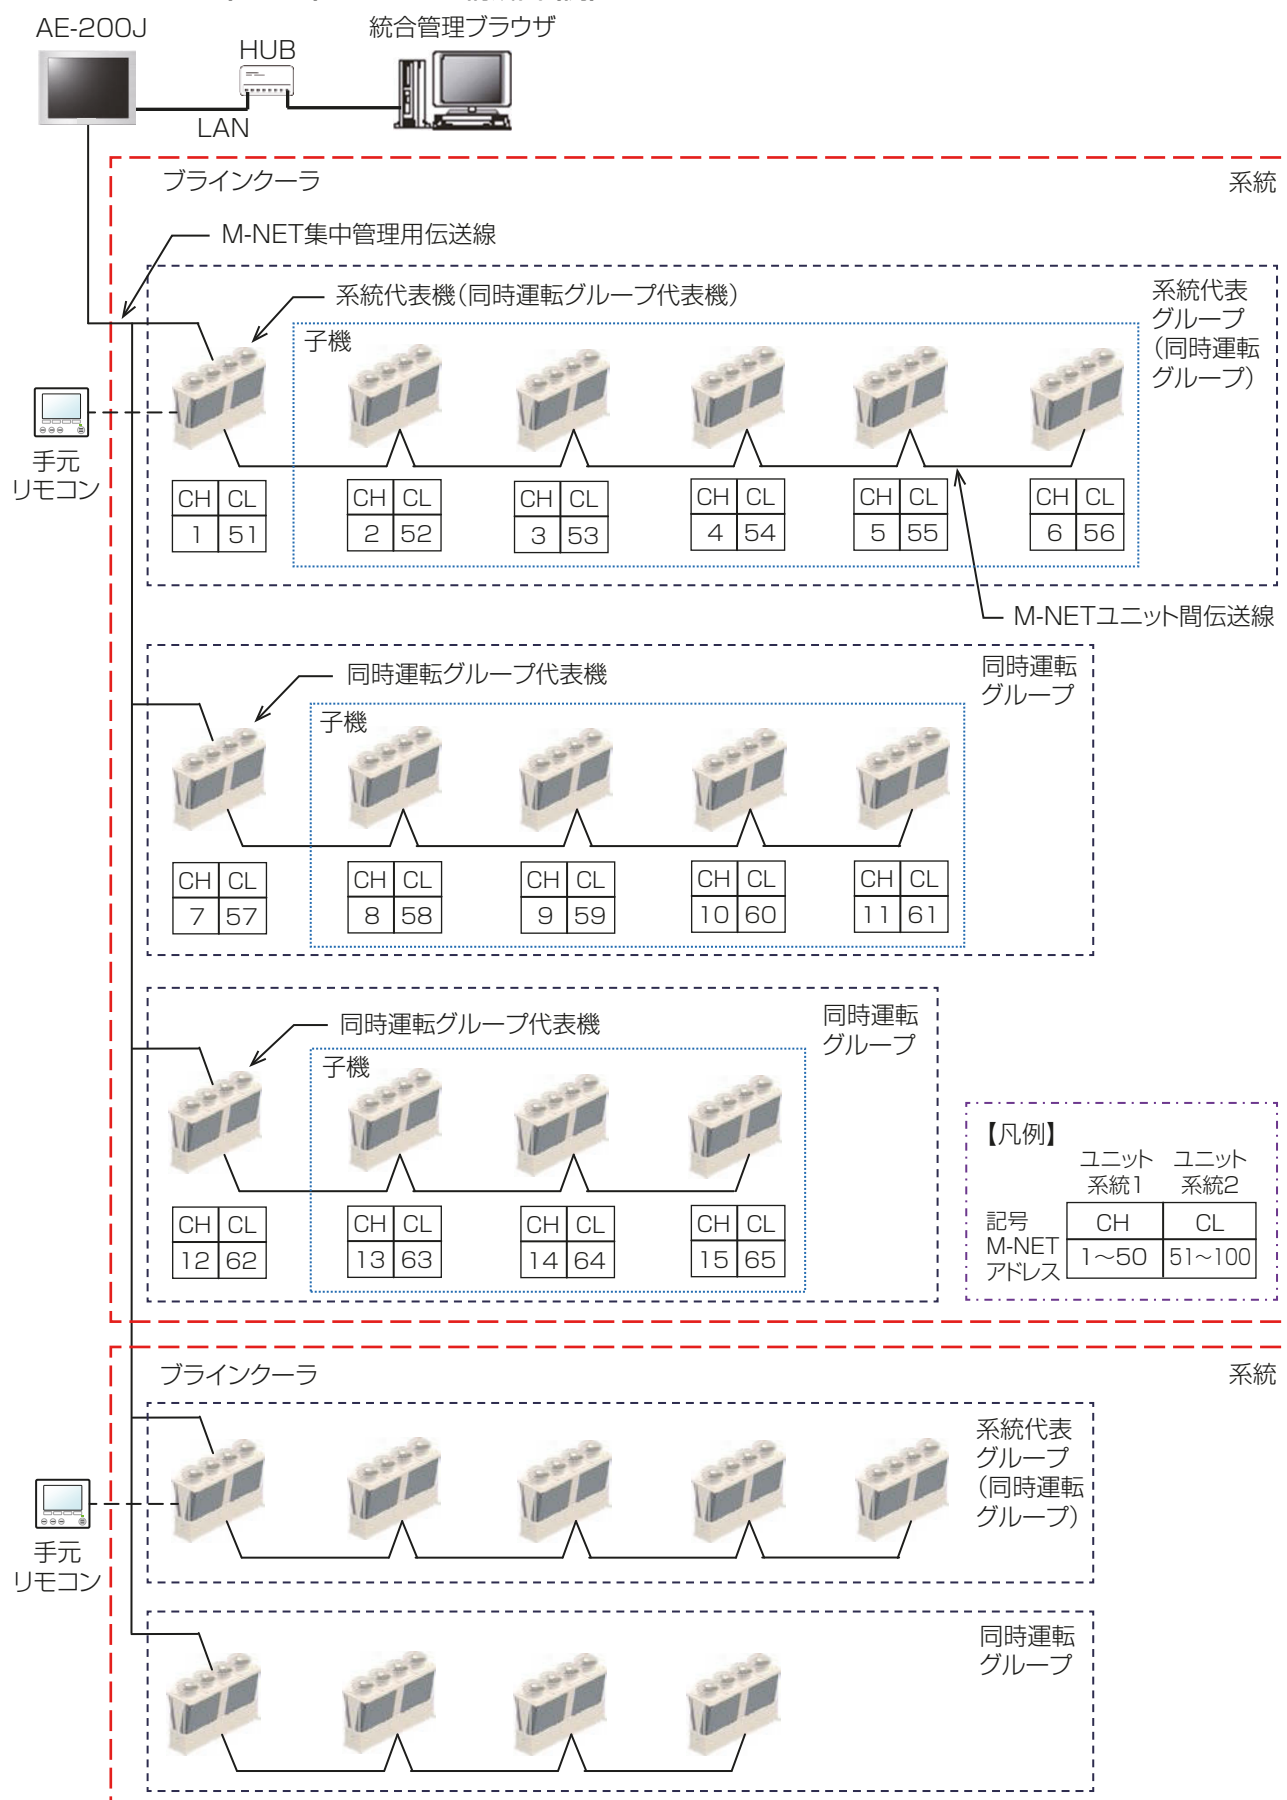 AE-200J
HUB
統合管理ブラウザ
LAN
ブラインクーラ
系統
M-NET集中管理用伝送線
系統代表機(同時運転グループ代表機)
系統代表
グループ
(同時運転
グループ)
子機
手元
リモコン
CH CL
1 51
CH CL
2 52
CH CL
3 53
CH CL
4 54
CH CL
5 55
CH CL
6 56
M-NETユニット間伝送線
同時運転グループ代表機
同時運転
グループ
子機
CH CL
7 57
CH CL
8 58
CH CL
9 59
CH CL
10 60
CH CL
11 61
同時運転グループ代表機
同時運転
グループ
子機
CH CL
12 62
CH CL
13 63
CH CL
14 64
CH CL
15 65
【凡例】
ユニット ユニット
系統1 系統2
記号 CH CL
M-NET
アドレス 1〜50 51〜100
ブラインクーラ
系統
系統代表
グループ
(同時運転
グループ)
手元
リモコン
同時運転
グループ